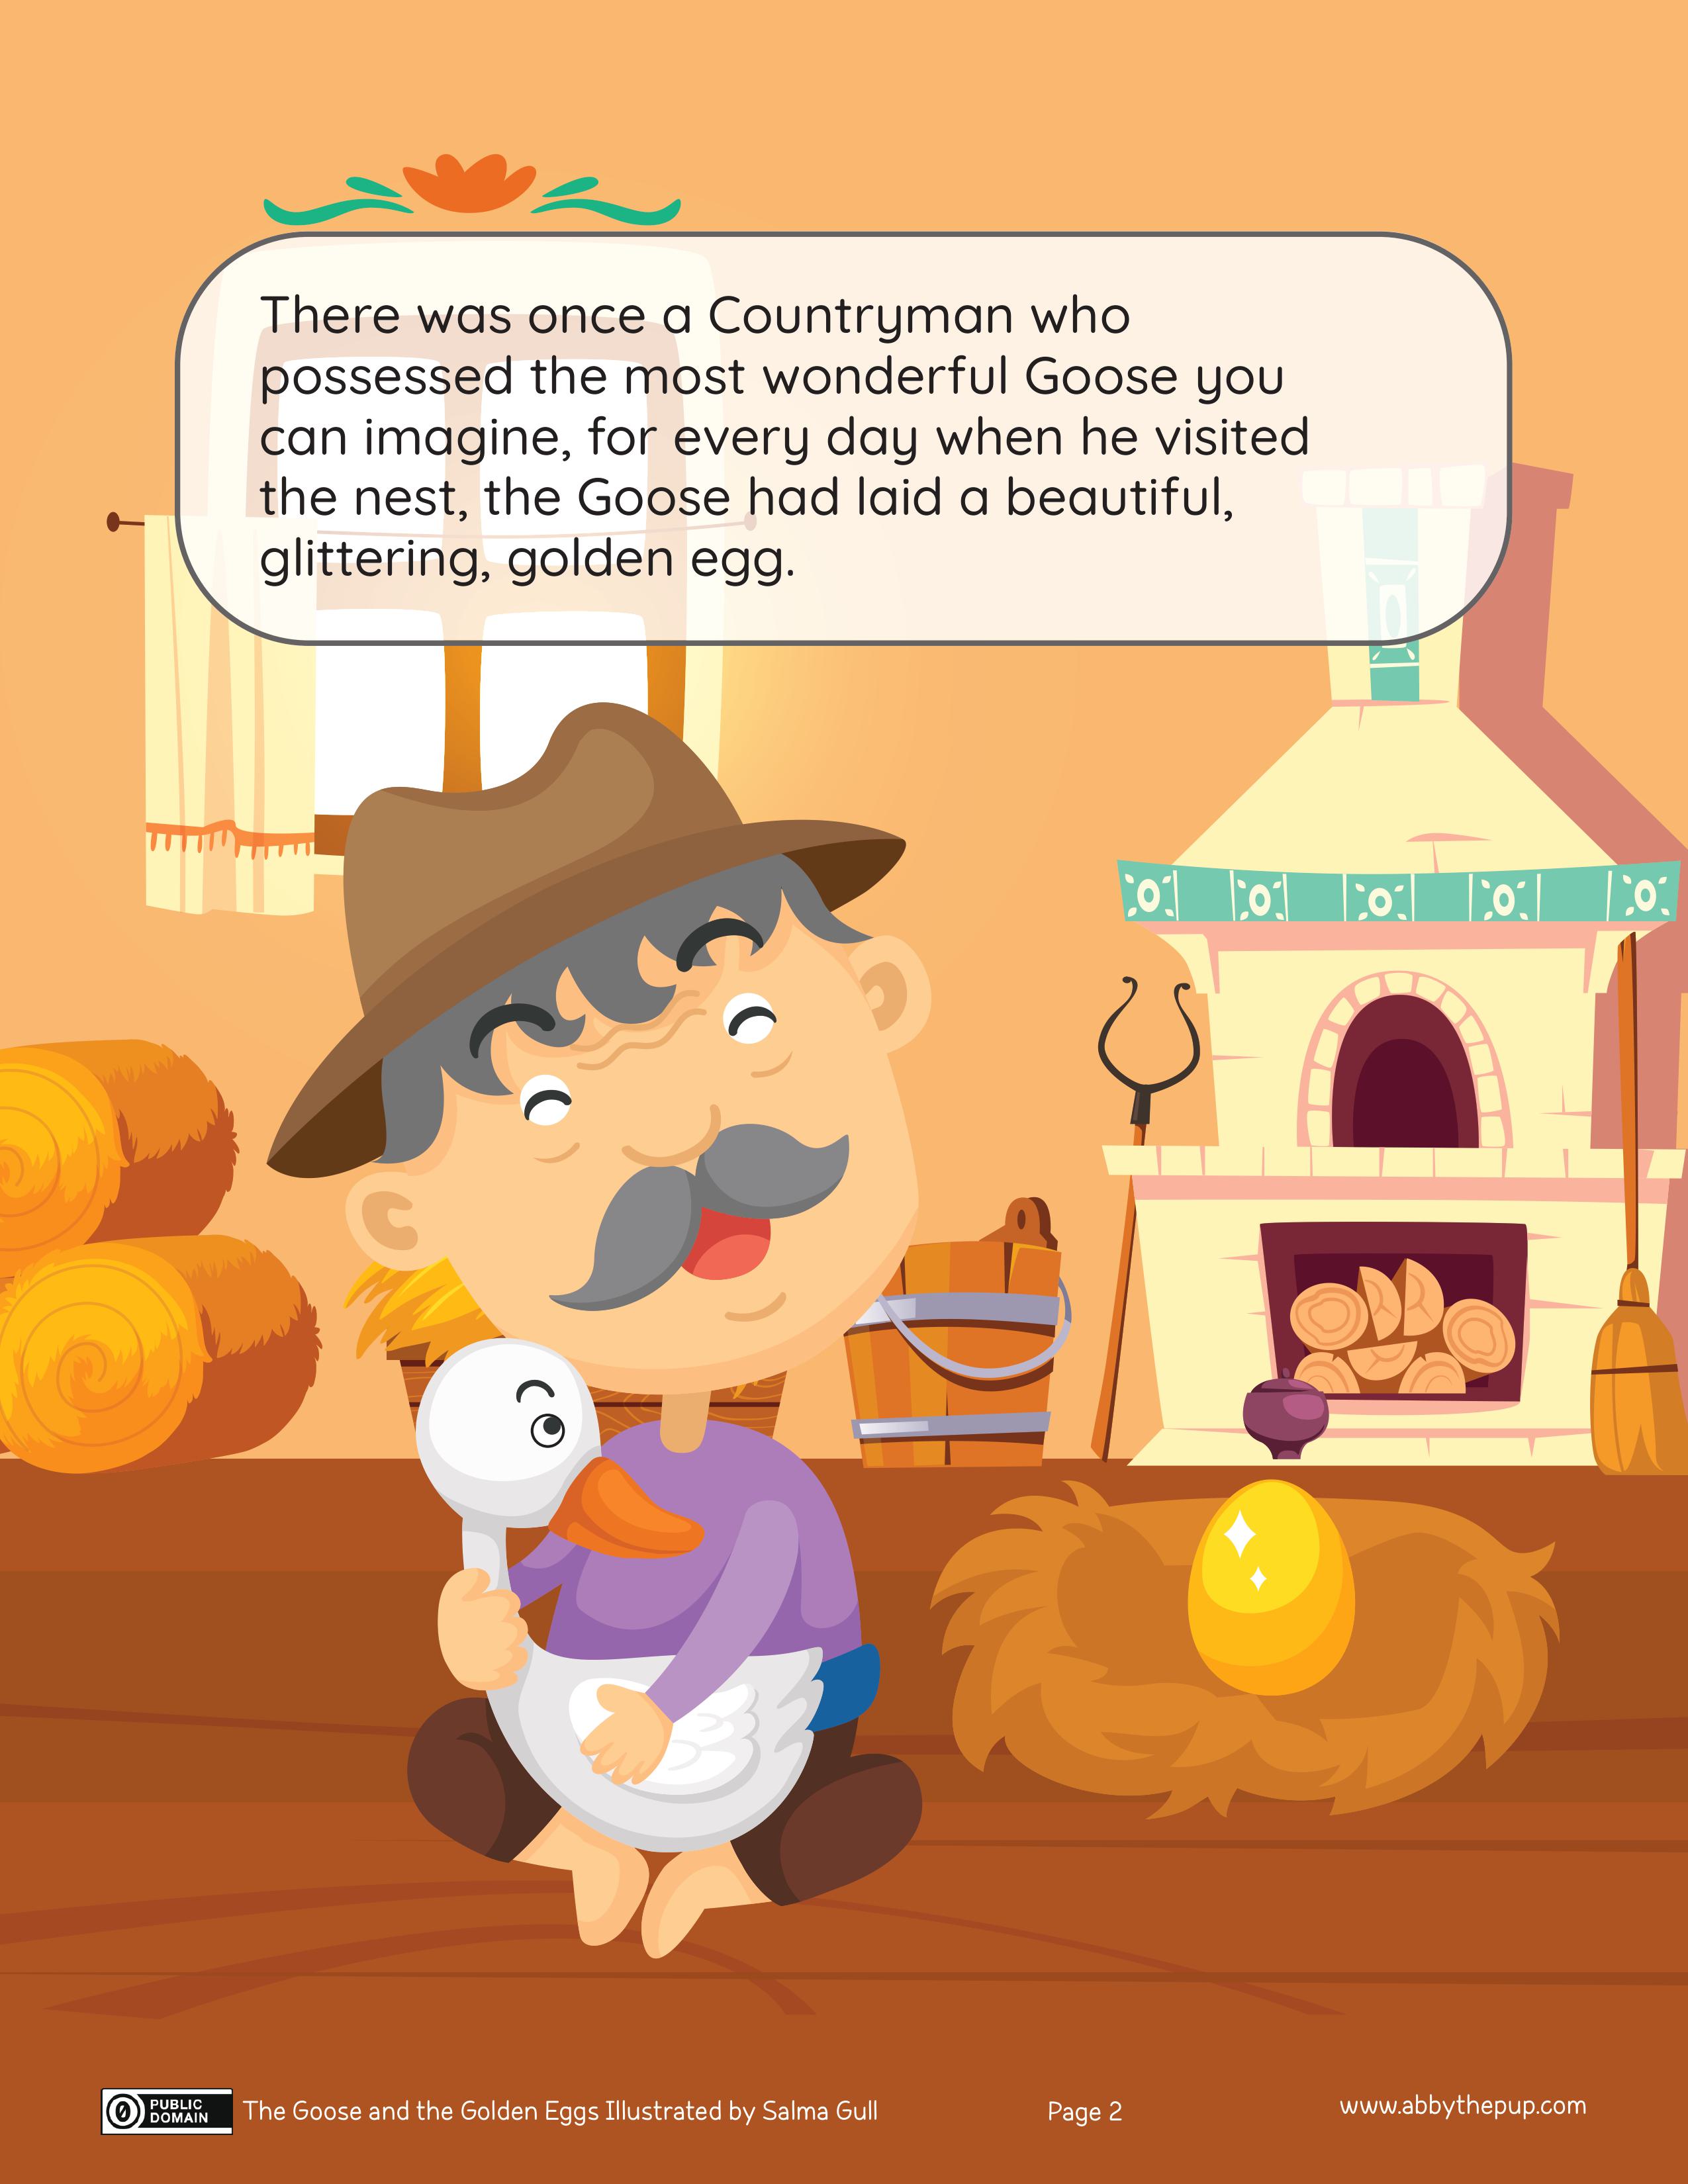 There was once a Countryman who
possessed the most wonderful Goose you
can imagine, for every day when he visited
the nest, the Goose had laid a beautiful,
glittering, golden egg.
PUBLIC
DOMAIN
The Goose and the Golden Eggs Illustrated by Salma Gull
Page 2
www.abbythepup.com